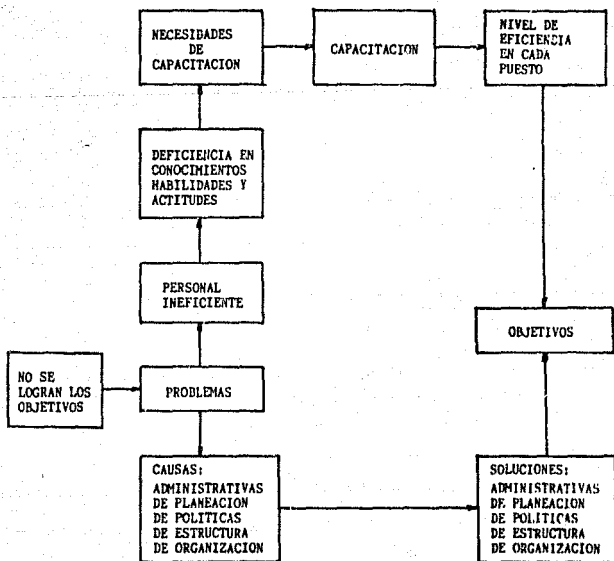 NECESIDADES
DE
CAPACITACION
CAPACITACION
NIVEL DE
EFICIENCIA
EN CADA
PUESTO
DEFICIENCIA EN
CONOCIMIENTOS
HABILIDADES Y
ACTITUDES
PERSONAL
INEFICIENTE
OBJETIVOS
NO SE
LOGRAN LOS
OBJETIVOS
PROBLEMAS
CAUSAS:
ADMINISTRATIVAS
DE PLANEACION
DE POLITICAS
DE ESTRUCTURA
DE ORGANIZACION
SOLUCIONES:
ADMINISTRATIVAS
DE PLANEACION
DE POLITICAS
DE ESTRUCTURA
DE ORGANIZACION